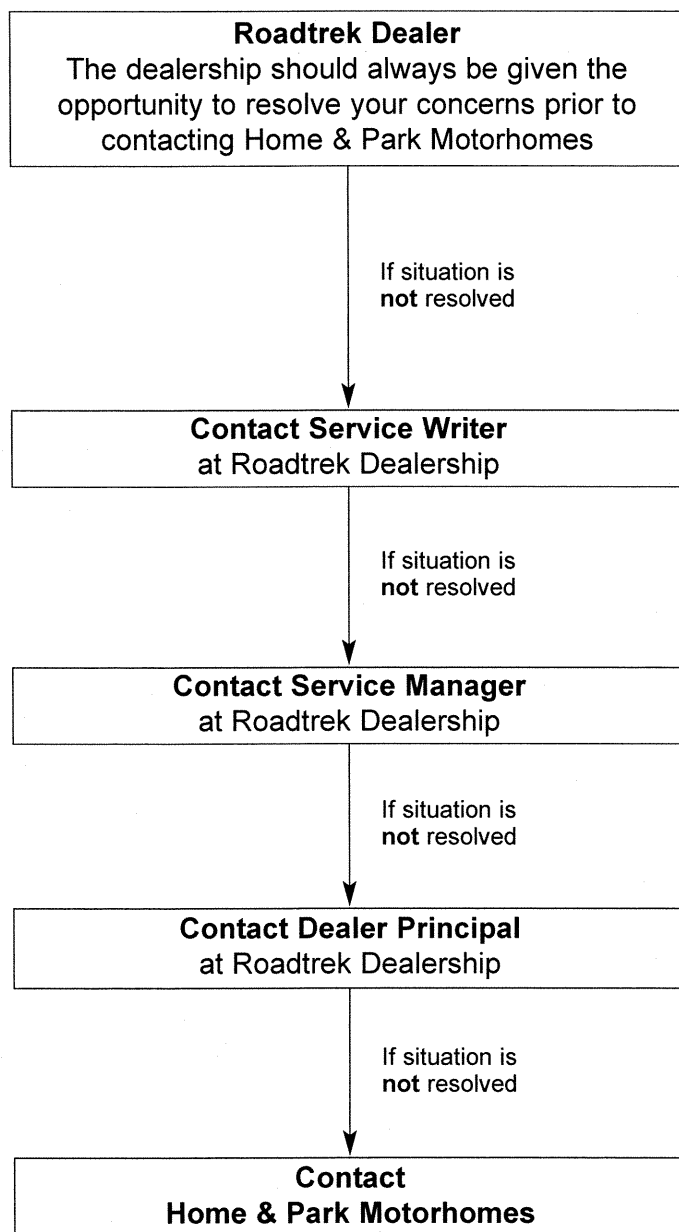 Roadtrek Dealer
The dealership should always be given the
opportunity to resolve your concerns prior to
contacting Home & Park Motorhomes
If situation is
not resolved
Contact Service Writer
at Roadtrek Dealership
If situation is
not resolved
Contact Service Manager
at Roadtrek Dealership
If situation is
not resolved
Contact Dealer Principal
at Roadtrek Dealership
If situation is
not resolved
Contact
Home & Park Motorhomes